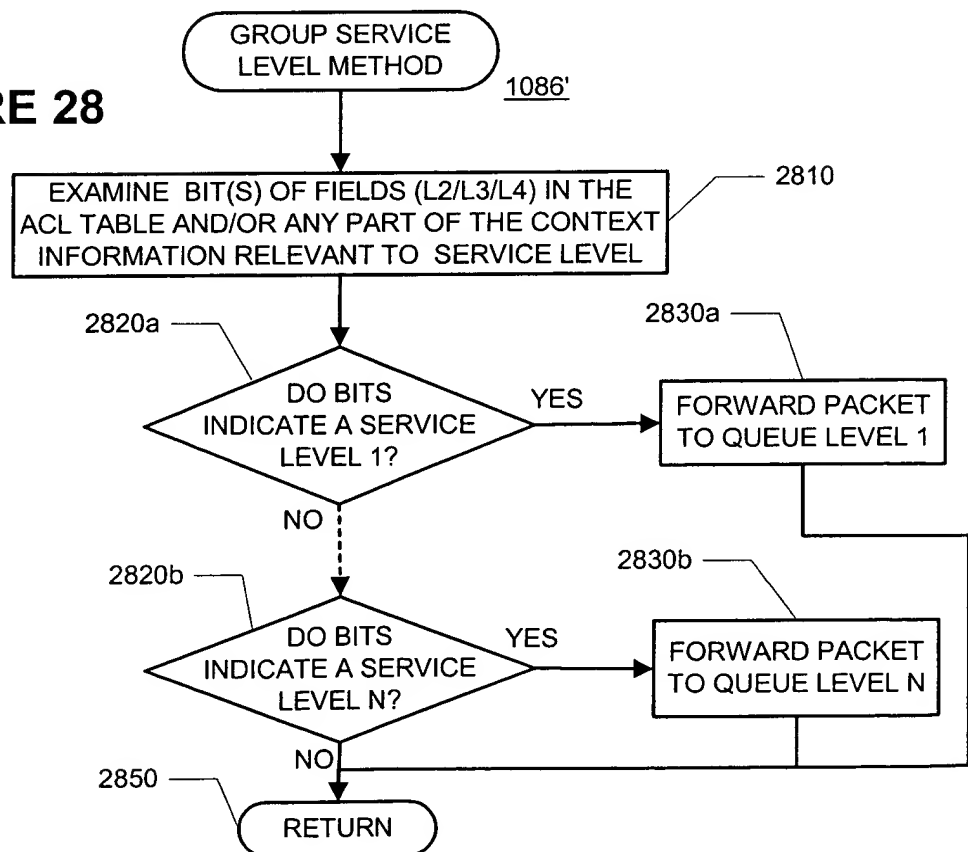 GROUP SERVICE
LEVEL METHOD
1086'
RE 28
EXAMINE BIT(S) OF FIELDS (L2/L3/L4) IN THE
ACL TABLE AND/OR ANY PART OF THE CONTEXT
INFORMATION RELEVANT TO SERVICE LEVEL
2810
2820a
2830a
DO BITS
INDICATE A SERVICE
LEVEL 1?
YES
FORWARD PACKET
TO QUEUE LEVEL 1
NO
2820b
2830b
DO BITS
INDICATE A SERVICE
LEVEL N?
YES
FORWARD PACKET
TO QUEUE LEVEL N
NO
2850
RETURN